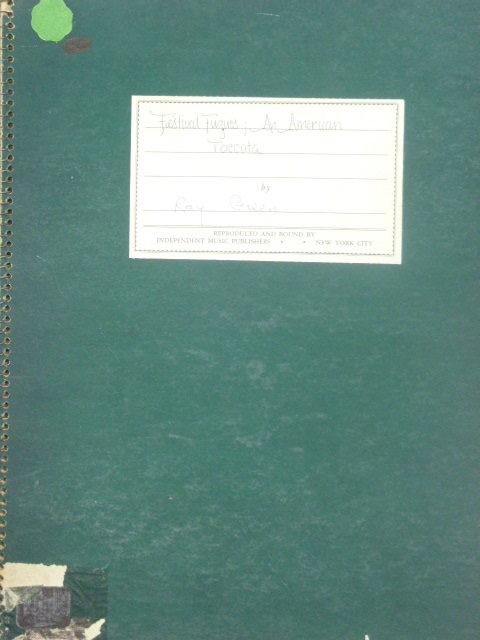 Festival Fugues; An American
Toccata
by
Ray Green
REPRODUCED AND BOUND BY
INDEPENDENT MUSIC PUBLISHERS • • NEW YORK CITY